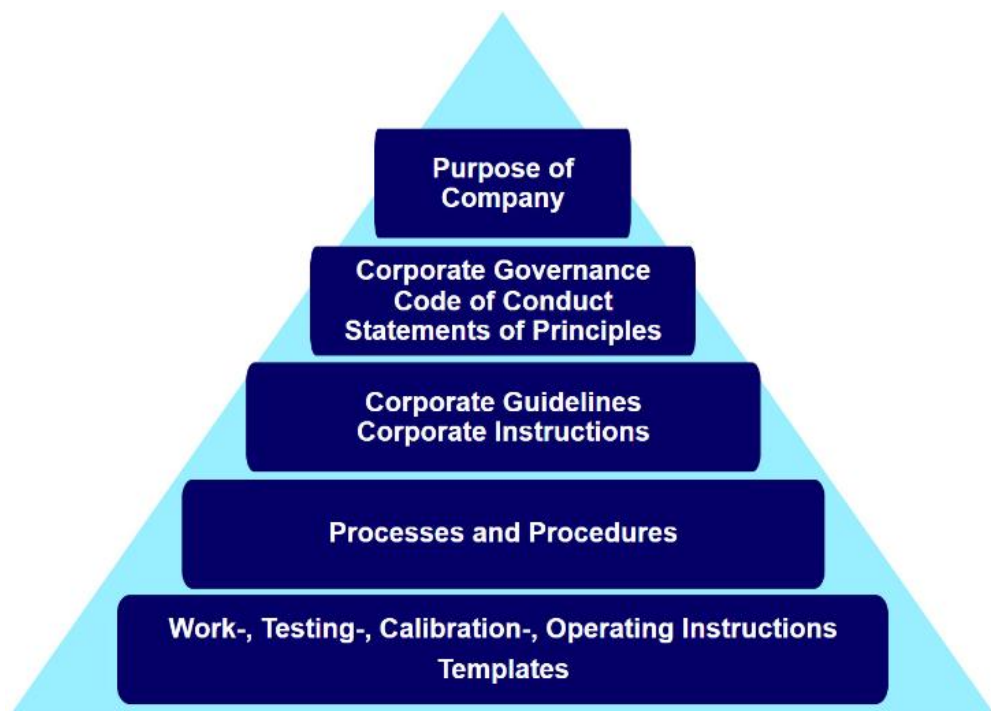 Purpose of
Company
Corporate Governance
Code of Conduct
Statements of Principles
Corporate Guidelines
Corporate Instructions
Processes and Procedures
Work-, Testing-, Calibration-, Operating Instructions
Templates